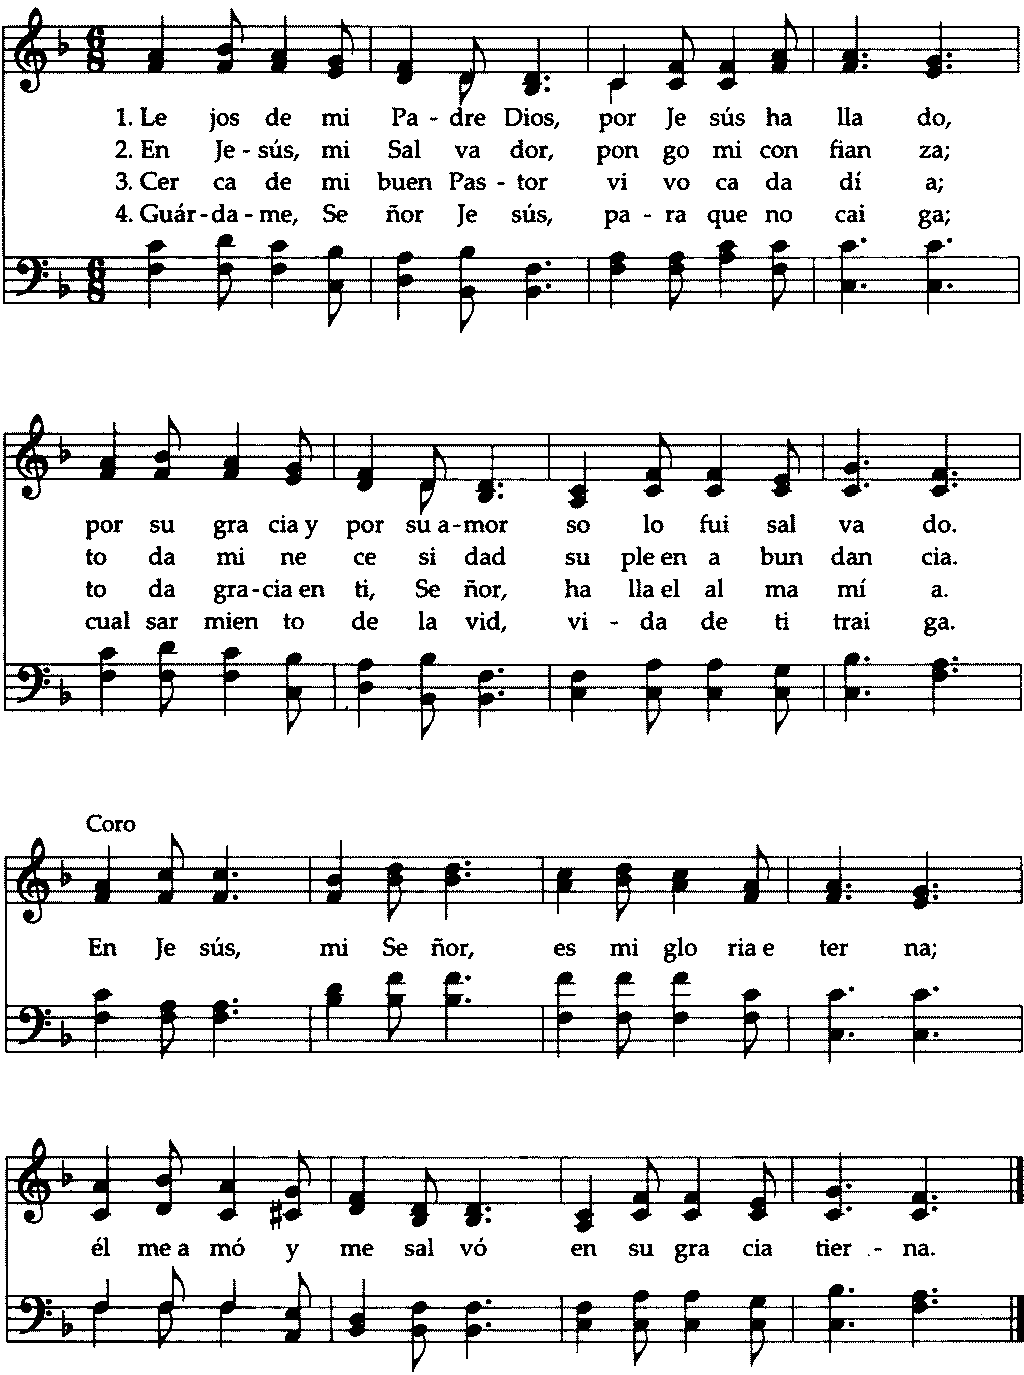 1. Le jos de mi Pa - dre Dios, por Je sús ha lla do,
2. En Je - sús, mi Sal va dor, pon go mi con fian za;
3. Cer ca de mi buen Pas - tor vi vo ca da dí a;
4. Guár - da - me, Se ñor Je sús, pa - ra que no cai ga;
por su gra cia y por su a - mor so lo fui sal va do.
to da mi ne ce si dad su ple en a bun dan cia.
to da gra - cia en ti, Se ñor, ha lla el al ma mí a.
cual sar mien to de la vid, vi - da de ti trai ga.
Coro
En Je sús, mi Se ñor, es mi glo ria e ter na;
él me a mó y me sal vó en su gra cia tier - na.